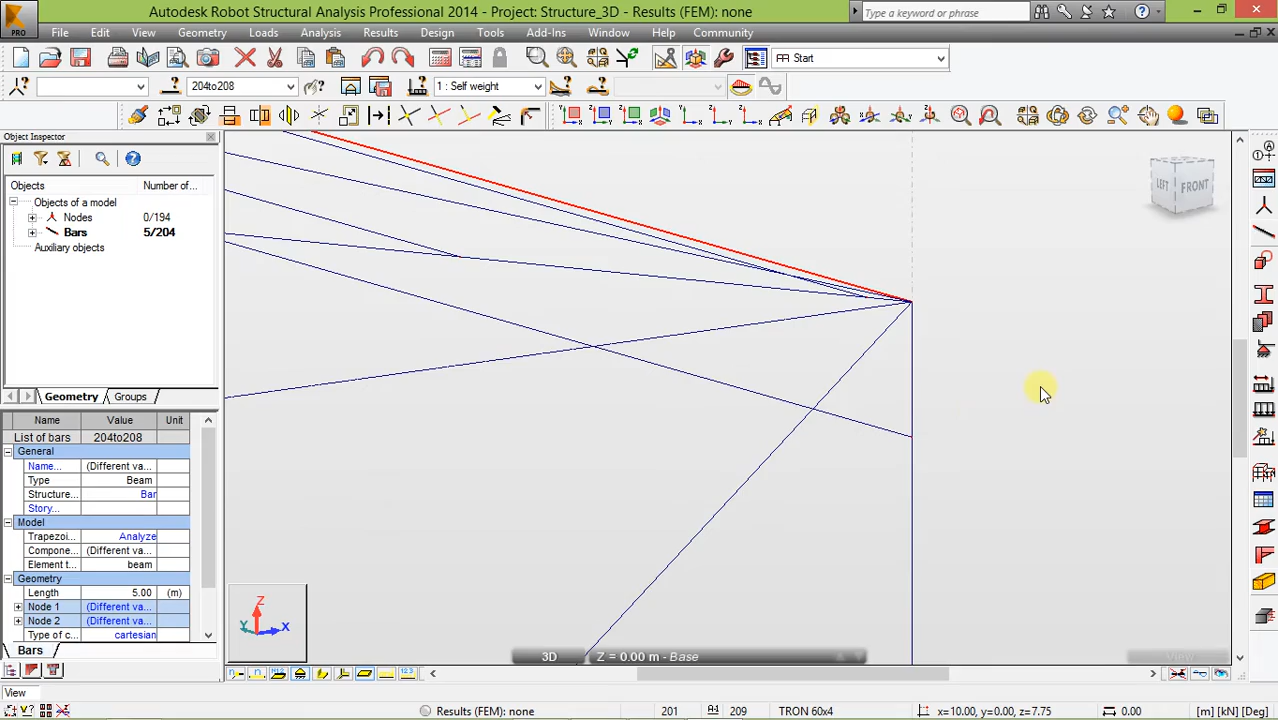 Autodesk Robot Structural Analysis Professional 2014 - Project: Structure_3D - Results (FEM): none
Type a keyword or phrase
PRO
File Edit View Geometry Loads Analysis Results Design Tools Add-Ins Window Help Community
Start
204to208
1 : Self weight
Object Inspector
Objects Number of...
Objects of a model
Nodes 0/194
Bars 5/204
Auxiliary objects
Geometry Groups
Name Value Unit
List of bars 204to208
General
Name... (Different va...
Type Beam
Structure... Bar
Story...
Model
Trapezoi... Analyze
Compone... (Different va...
Element t... beam
Geometry
Length 5.00 (m)
Node 1 (Different va...
Node 2 (Different va...
Type of c... cartesian
Bars
LEFT FRONT
Z
Y
X
3D Z = 0.00 m - Base
View
View
Results (FEM): none 201 209 TRON 60x4 x=10.00; y=0.00; z=7.75 0.00 [m] [kN] [Deg]